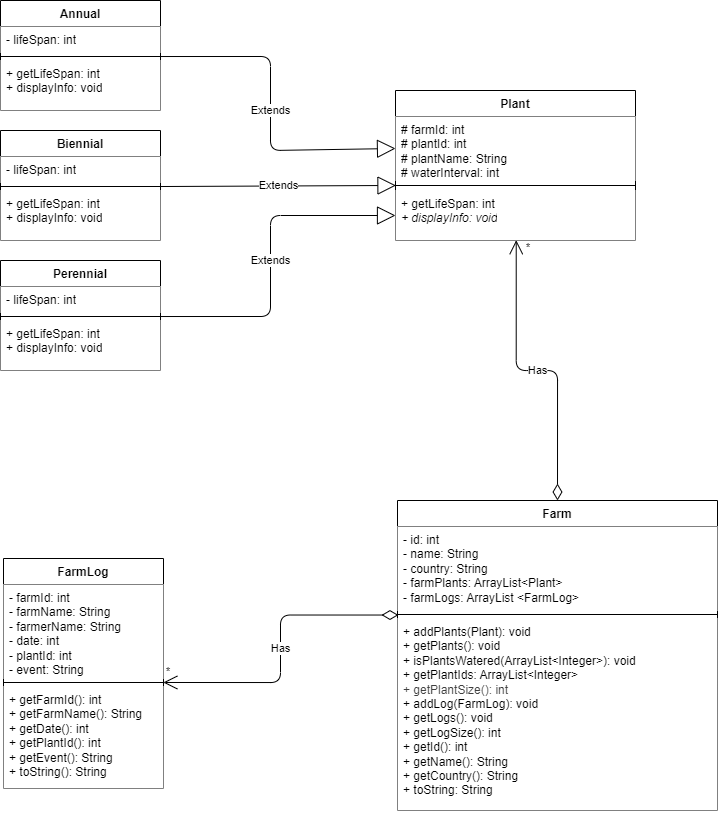 Annual
- lifeSpan: int
+ getLifeSpan: int
+ displayInfo: void
Extends
Biennial
- lifeSpan: int
+ getLifeSpan: int
+ displayInfo: void
Extends
Perennial
- lifeSpan: int
+ getLifeSpan: int
+ displayInfo: void
Extends
Plant
# farmId: int
# plantId: int
# plantName: String
# waterInterval: int
+ getLifeSpan: int
+ displayInfo: void
*
Has
Farm
- id: int
- name: String
- country: String
- farmPlants: ArrayList<Plant>
- farmLogs: ArrayList <FarmLog>
+ addPlants(Plant): void
+ getPlants(): void
+ isPlantsWatered(ArrayList<Integer>): void
+ getPlantIds: ArrayList<Integer>
+ getPlantSize(): int
+ addLog(FarmLog): void
+ getLogs(): void
+ getLogSize(): int
+ getId(): int
+ getName(): String
+ getCountry(): String
+ toString: String
Has
*
FarmLog
- farmId: int
- farmName: String
- farmerName: String
- date: int
- plantId: int
- event: String
+ getFarmId(): int
+ getFarmName(): String
+ getDate(): int
+ getPlantId(): int
+ getEvent(): String
+ toString(): String